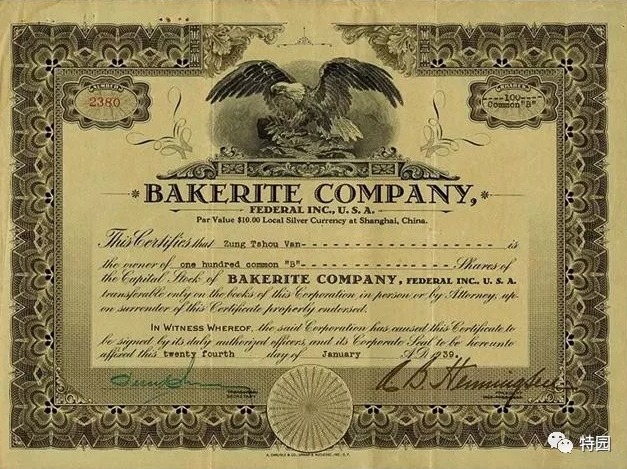 NUMBER
2380
SHARES
100
Common "B"
BAKERITE COMPANY,
FEDERAL INC., U. S. A.
Par Value $10.00 Local Silver Currency at Shanghai, China.
This Certifies that Zung Tshou Van is
the owner of one hundred common "B" Shares of
the Capital Stock of BAKERITE COMPANY, FEDERAL INC., U. S. A.
transferable only on the books of this Corporation in person or by Attorney, up-
on surrender of this Certificate properly endorsed.
IN WITNESS WHEREOF, the said Corporation has caused this Certificate to
be signed by its duly authorized officers, and its Corporate Seal to be hereunto
affixed this twenty fourth day of January A.D. 1939.
SECRETARY
A. CARLISLE & CO.
特园